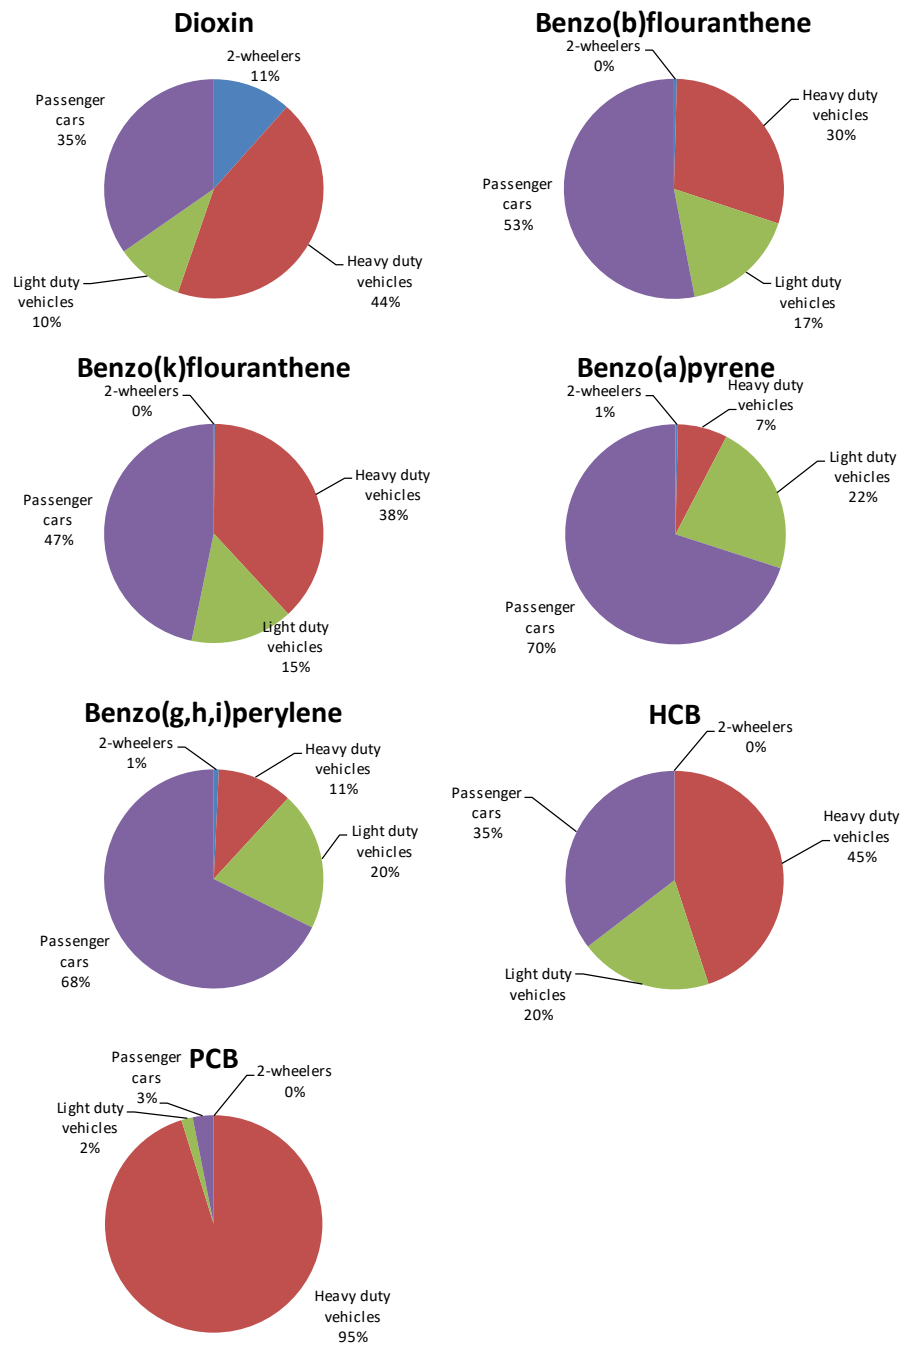 Dioxin
2-wheelers
11%
Passenger
cars
35%
Heavy duty
vehicles
44%
Light duty
vehicles
10%
Benzo(b)flouranthene
2-wheelers
0%
Heavy duty
vehicles
30%
Passenger
cars
53%
Light duty
vehicles
17%
Benzo(k)flouranthene
2-wheelers
0%
Heavy duty
vehicles
38%
Passenger
cars
47%
Light duty
vehicles
15%
Benzo(a)pyrene
2-wheelers
1%
Heavy duty
vehicles
7%
Light duty
vehicles
22%
Passenger
cars
70%
Benzo(g,h,i)perylene
2-wheelers
1%
Heavy duty
vehicles
11%
Light duty
vehicles
20%
Passenger
cars
68%
HCB
2-wheelers
0%
Passenger
cars
35%
Heavy duty
vehicles
45%
Light duty
vehicles
20%
PCB
Passenger
cars
3%
2-wheelers
0%
Light duty
vehicles
2%
Heavy duty
vehicles
95%